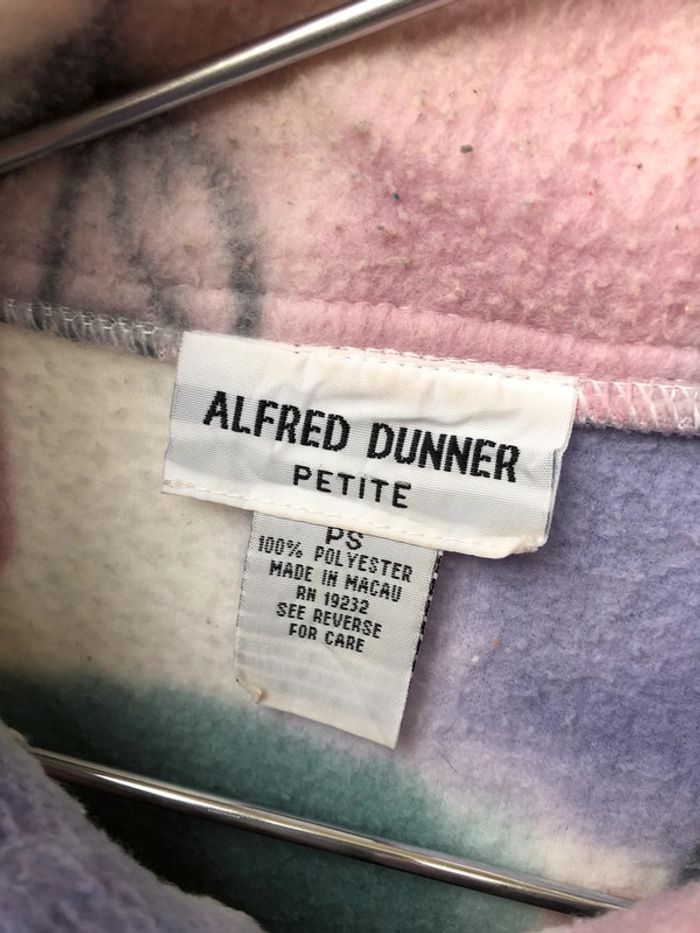 ALFRED DUNNER
PETITE
PS
100% POLYESTER
MADE IN MACAU
RN 19232
SEE REVERSE
FOR CARE